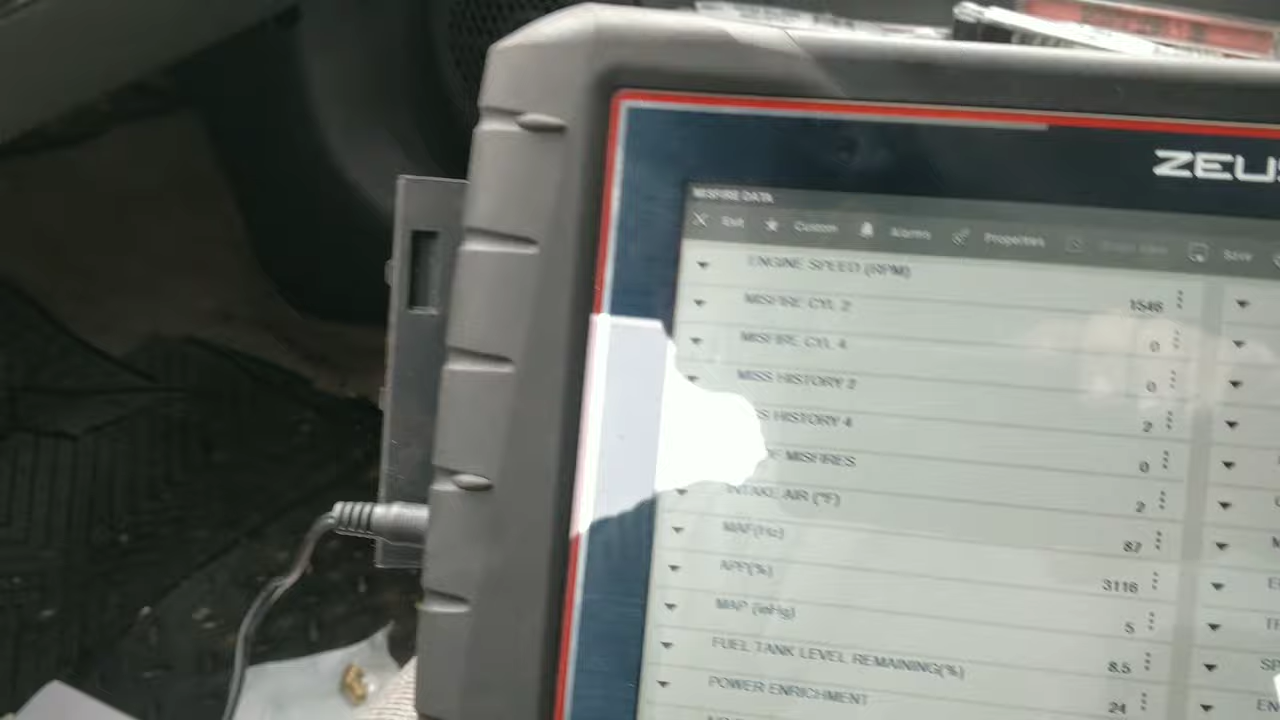 ZEUS
MISFIRE DATA
Exit Custom Alarms Properties Save
ENGINE SPEED (RPM) 1546
MISFIRE CYL 2 0
MISFIRE CYL 4 0
MISS HISTORY 2 2
SS HISTORY 4 0
OF MISFIRES 2
INTAKE AIR (°F) 87
MAF(Hz) 3116
APP(%) 5
MAP (inHg) 8.5
FUEL TANK LEVEL REMAINING(%) 24
POWER ENRICHMENT